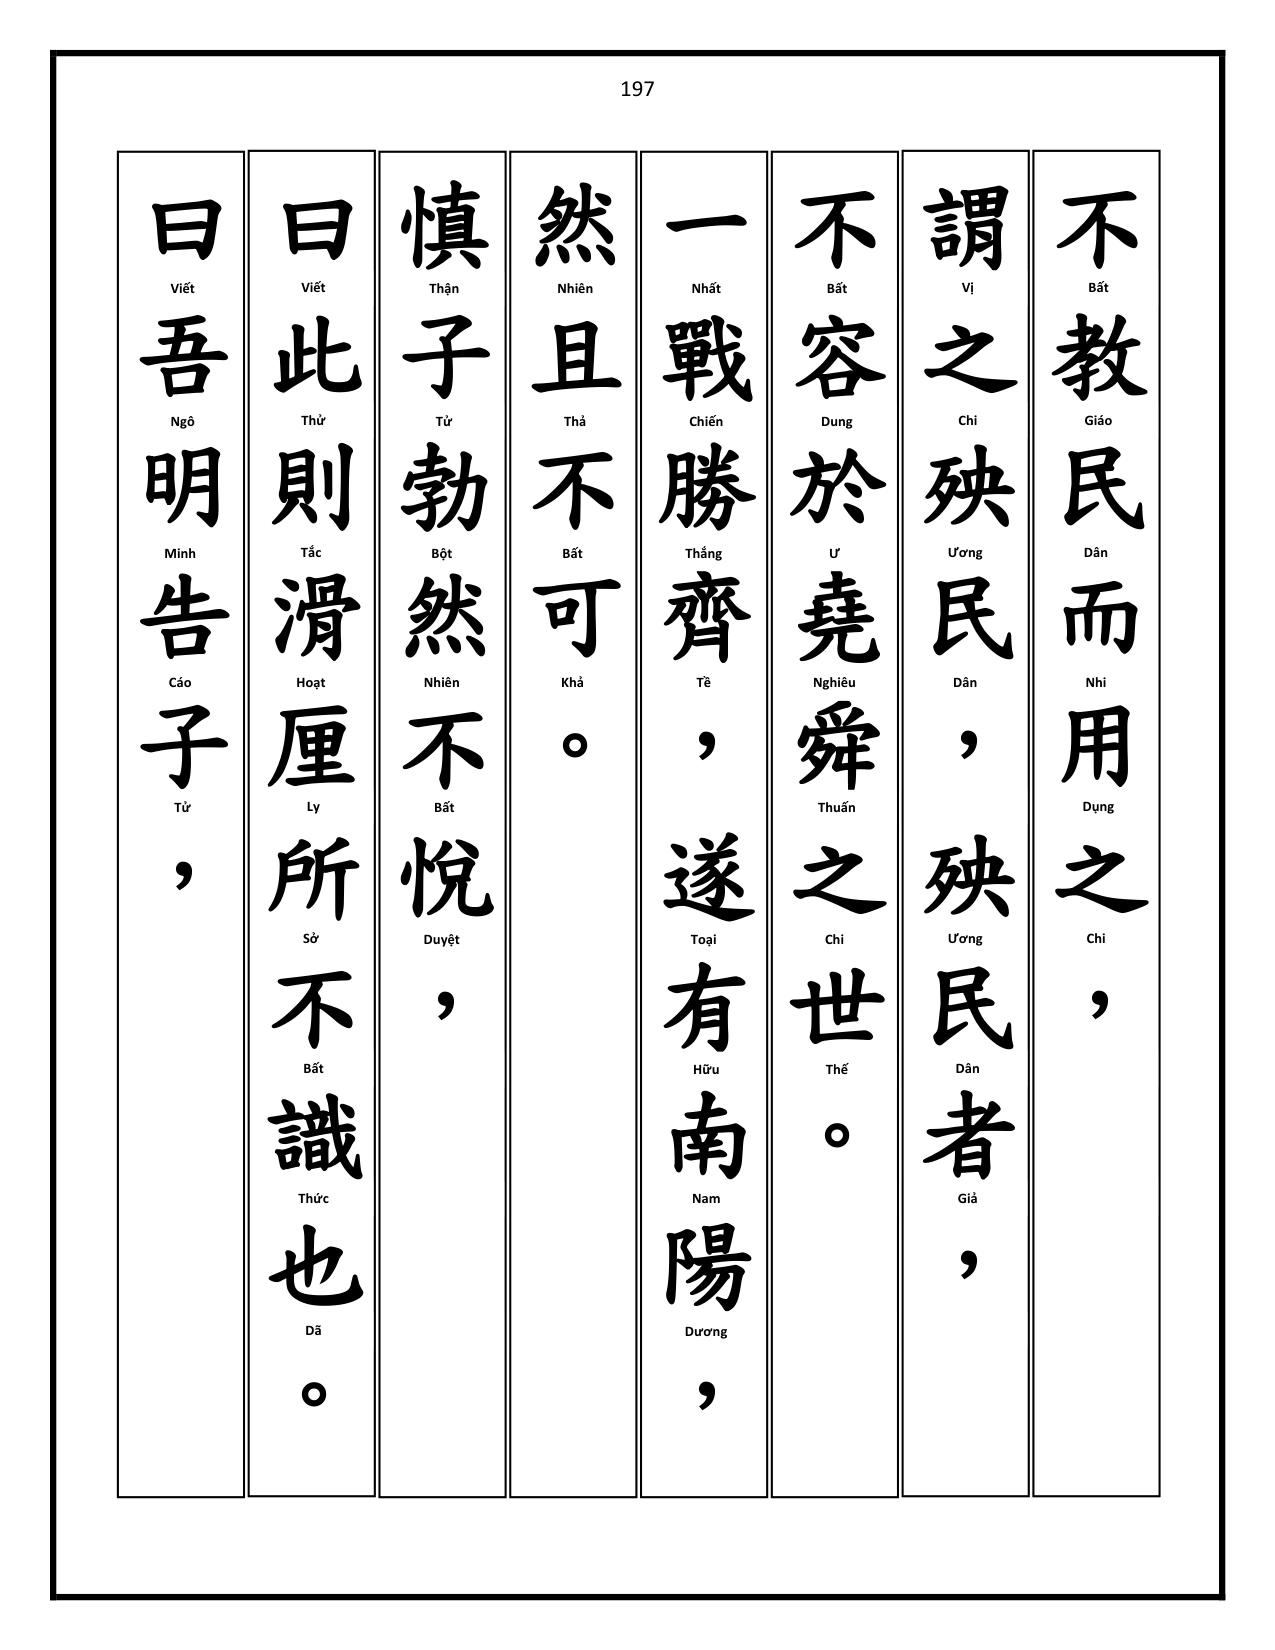 197
不教民而用之，
Bất Giáo Dân Nhi Dụng Chi
謂之殃民，殃民者，
Vị Chi Ương Dân Ương Dân Giả
不容於堯舜之世。
Bất Dung Ư Nghiêu Thuấn Chi Thế
一戰勝齊，遂有南陽，
Nhất Chiến Thắng Tề Toại Hữu Nam Dương
然且不可。
Nhiên Thả Bất Khả
慎子勃然不悅，
Thận Tử Bột Nhiên Bất Duyệt
曰此則滑厘所不識也。
Viết Thử Tắc Hoạt Ly Sở Bất Thức Dã
曰吾明告子，
Viết Ngô Minh Cáo Tử